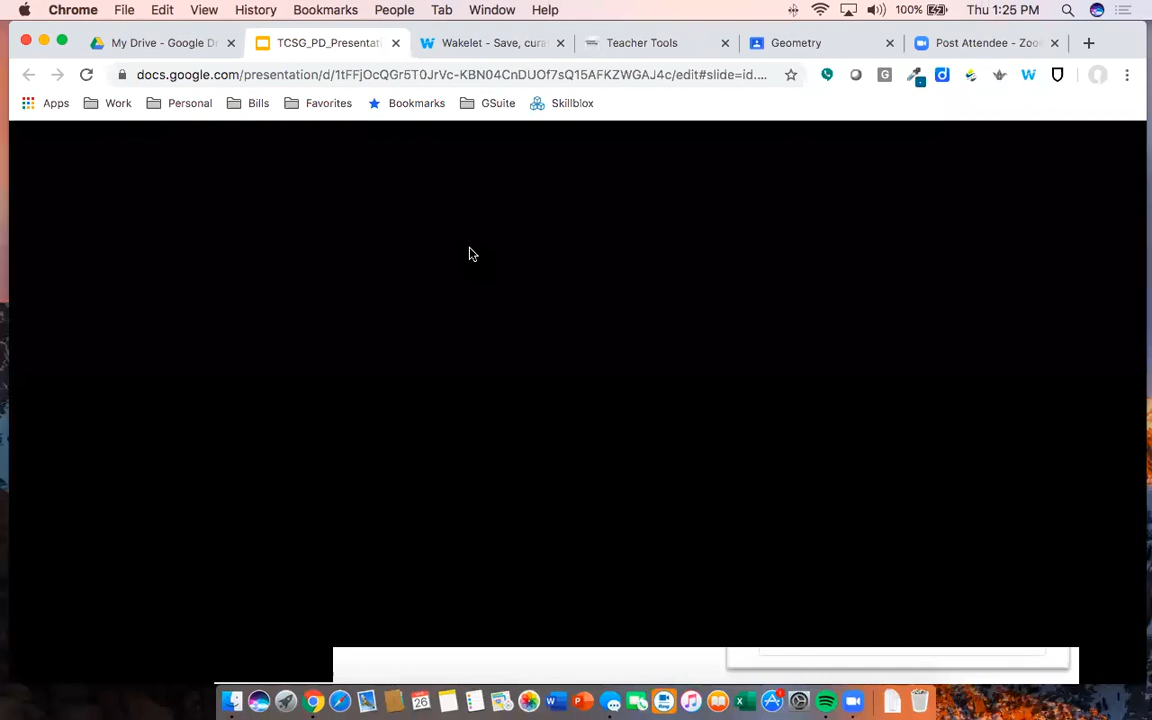 Chrome File Edit View History Bookmarks People Tab Window Help 100% Thu 1:25 PM
My Drive - Google Dr TCSG_PD_Presentati Wakelet - Save, cura Teacher Tools Geometry Post Attendee - Zoo
docs.google.com/presentation/d/1tFFjOcQGr5T0JrVc-KBN04CnDUOf7sQ15AFKZWGAJ4c/edit#slide=id....
Apps Work Personal Bills Favorites Bookmarks GSuite Skillblox
26